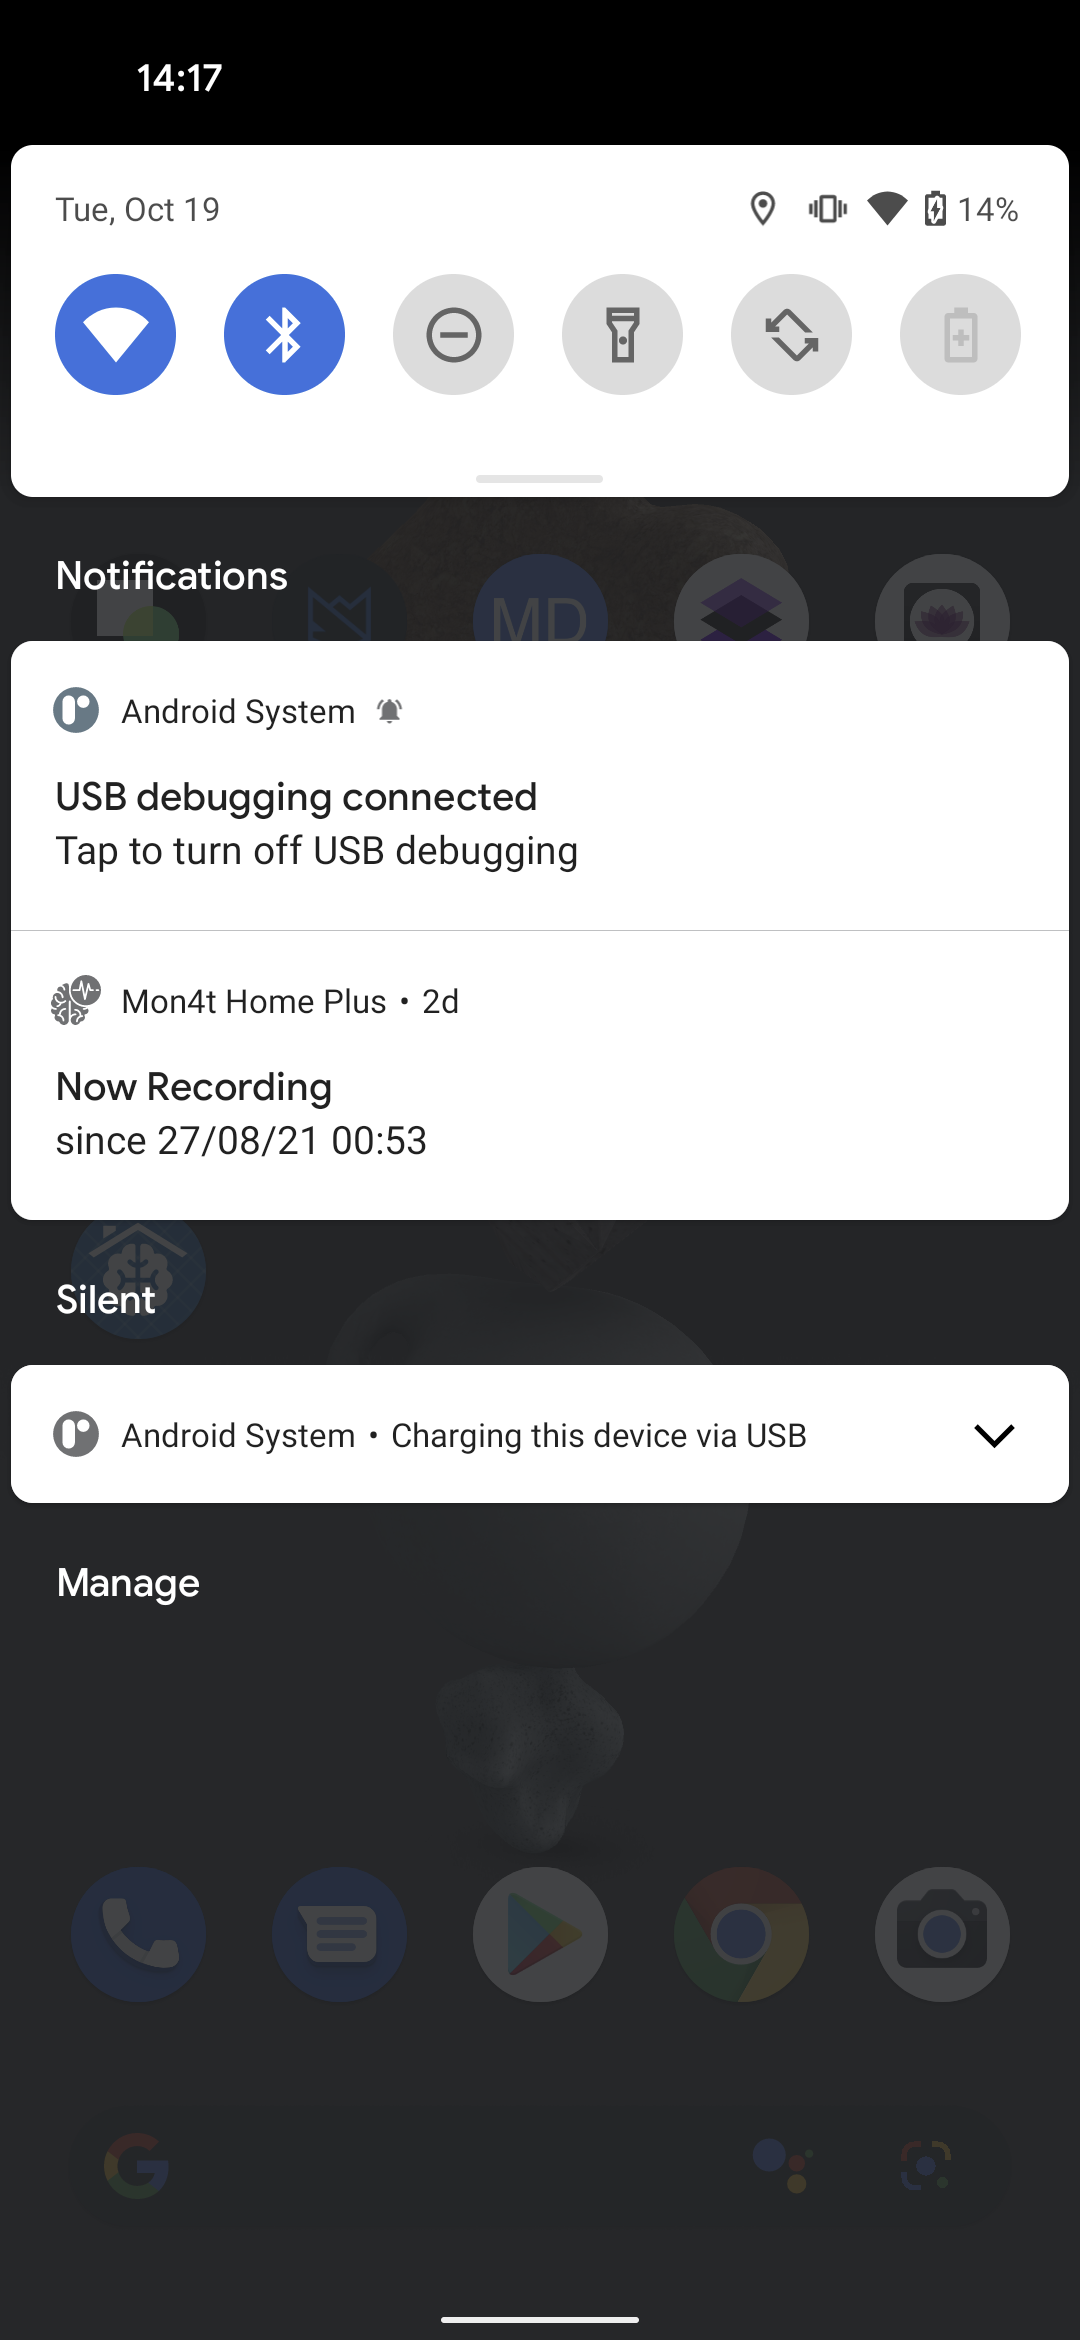 14:17
Tue, Oct 19
14%
Notifications
MD
Android System
USB debugging connected
Tap to turn off USB debugging
Mon4t Home Plus • 2d
Now Recording
since 27/08/21 00:53
Silent
Android System • Charging this device via USB
Manage